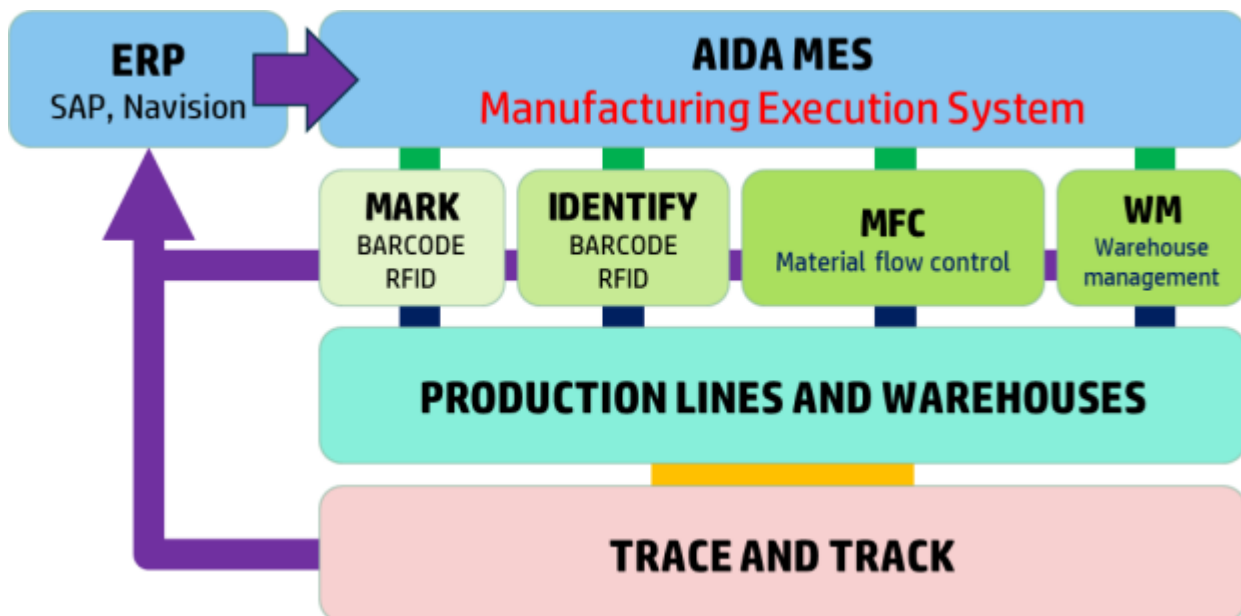 ERP
SAP, Navision
AIDA MES
Manufacturing Execution System
MARK
BARCODE
RFID
IDENTIFY
BARCODE
RFID
MFC
Material flow control
WM
Warehouse
management
PRODUCTION LINES AND WAREHOUSES
TRACE AND TRACK